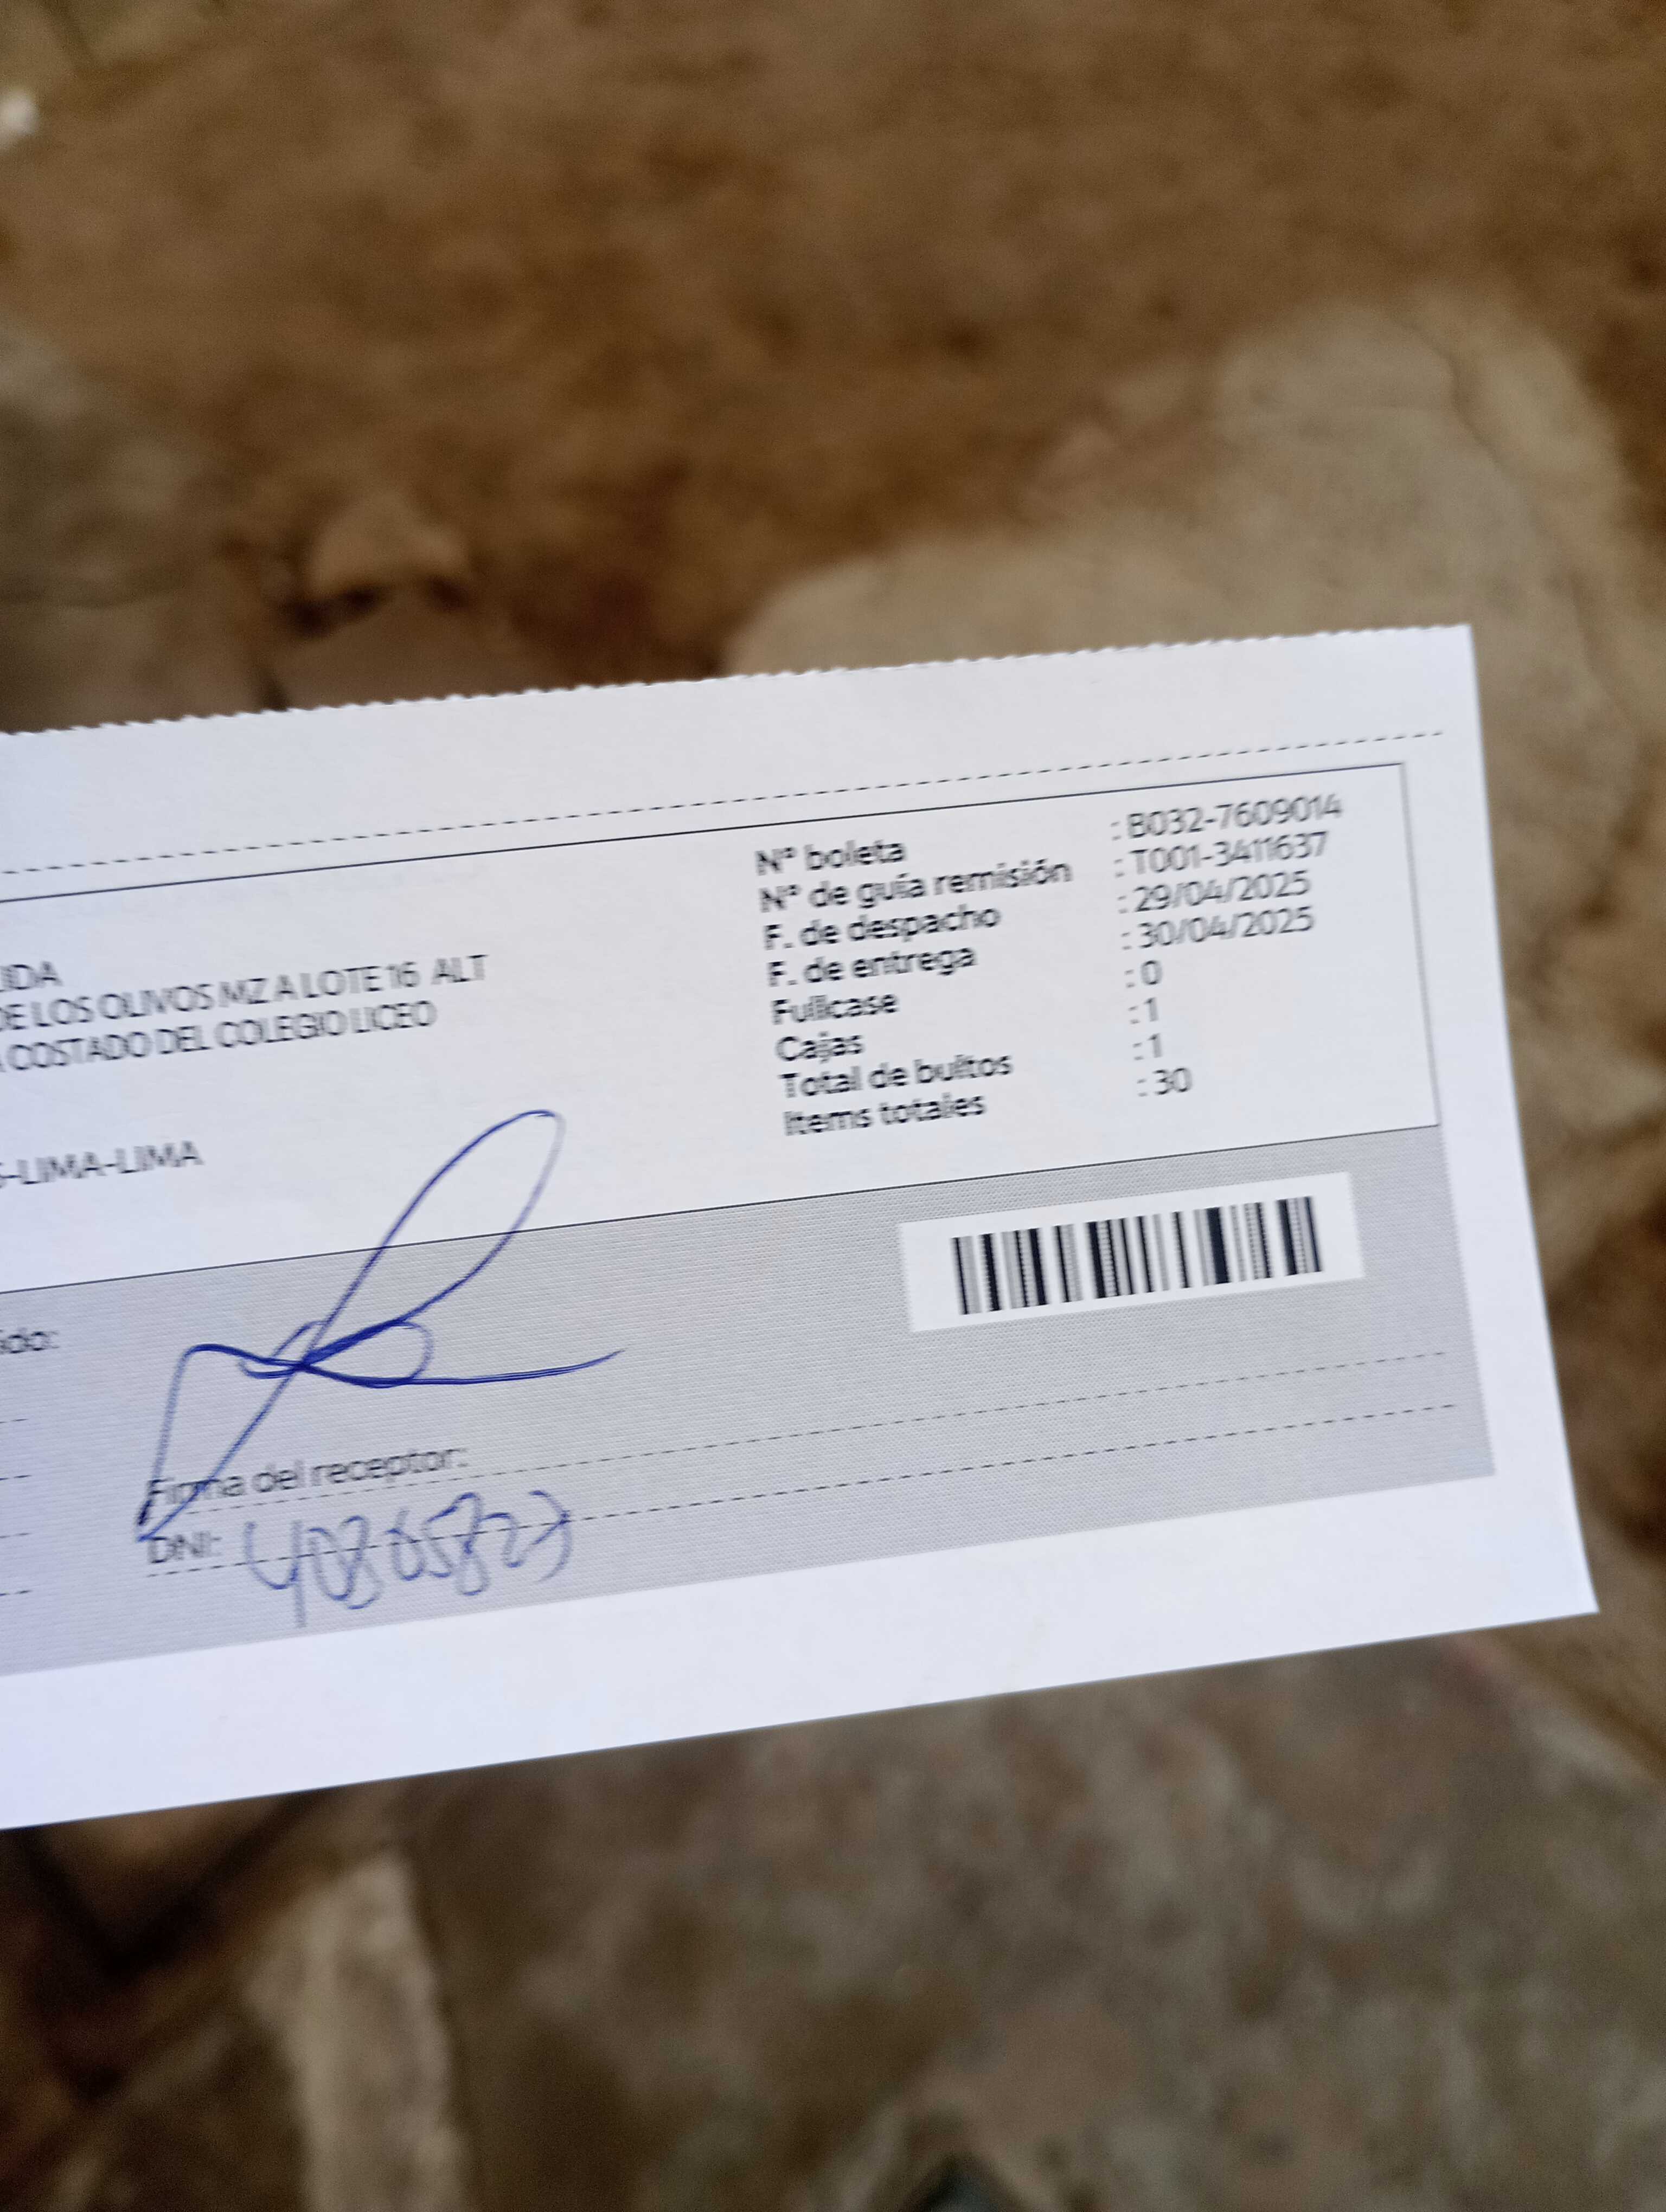 N° boleta : B032-7609014
N° de guía remisión : T001-3411637
F. de despacho : 29/04/2025
F. de entrega : 30/04/2025
Fullcase : 0
Cajas : 1
Total de bultos : 1
Items totales : 30
LIDA
DE LOS OLIVOS MZ A LOTE 16 ALT
A COSTADO DEL COLEGIO LICEO
S-LIMA-LIMA
ido:
Firma del receptor:
DNI: